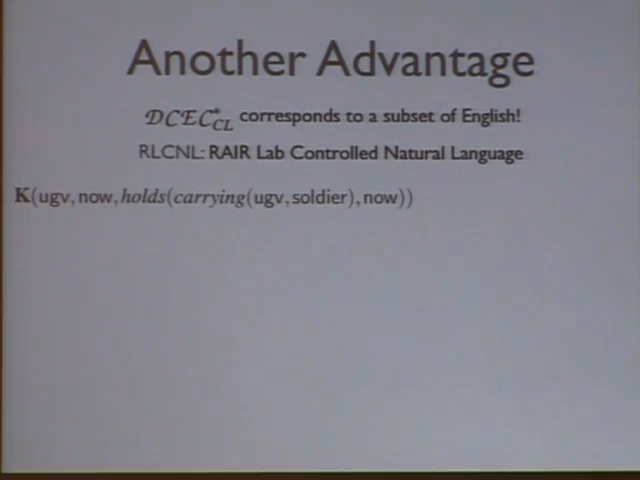 Another Advantage
𝒟𝒞ℰ𝒞*_CL corresponds to a subset of English!
RLCNL: RAIR Lab Controlled Natural Language
K(ugv, now, holds(carrying(ugv, soldier), now))